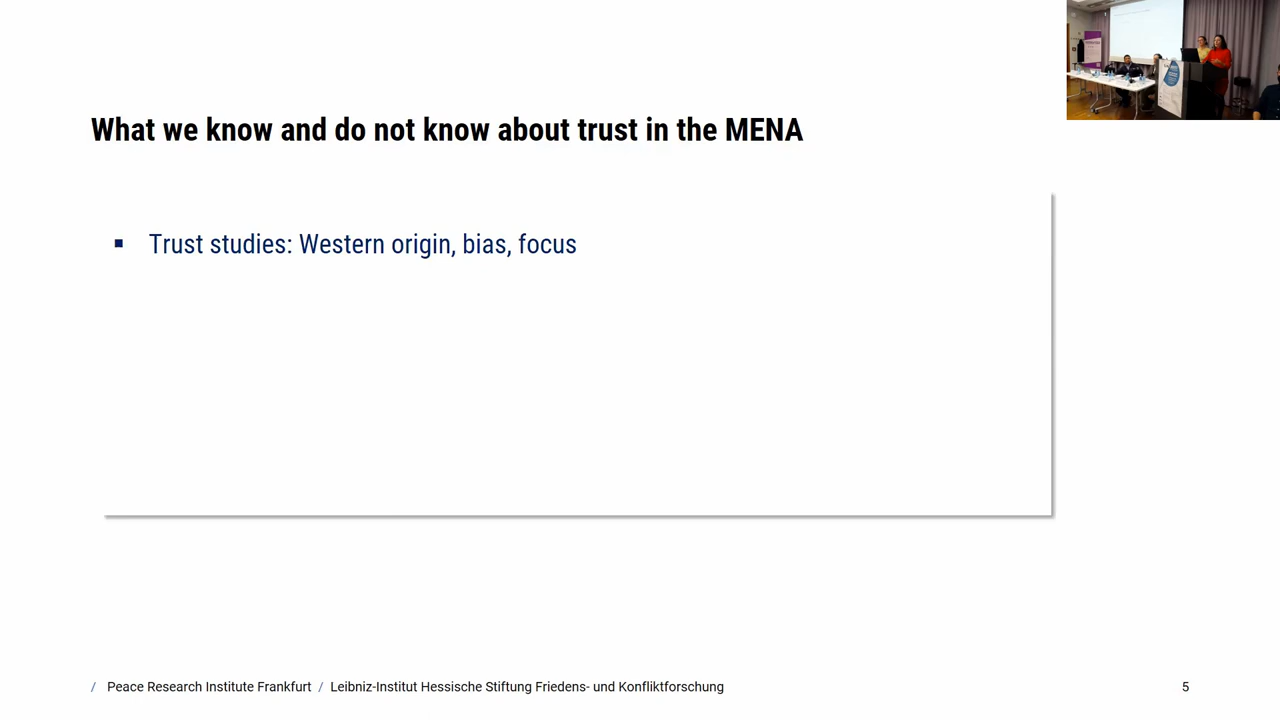 What we know and do not know about trust in the MENA
▪ Trust studies: Western origin, bias, focus
/ Peace Research Institute Frankfurt / Leibniz-Institut Hessische Stiftung Friedens- und Konfliktforschung
5